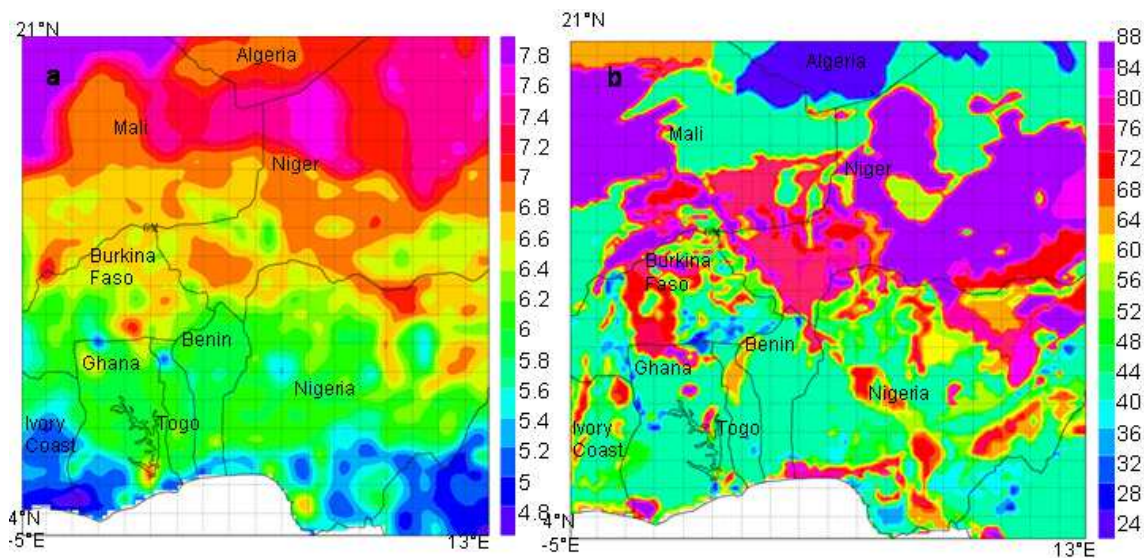 21°N
a
Algeria
Mali
Niger
Burkina
Faso
Benin
Ghana
Nigeria
Ivory
Coast
Togo
4°N
-5°E
13°E
7.8
7.6
7.4
7.2
7
6.8
6.6
6.4
6.2
6
5.8
5.6
5.4
5.2
5
4.8
21°N
b
Algeria
Mali
Niger
Burkina
Faso
Benin
Ghana
Nigeria
Ivory
Coast
Togo
4°N
-5°E
13°E
88
84
80
76
72
68
64
60
56
52
48
44
40
36
32
28
24